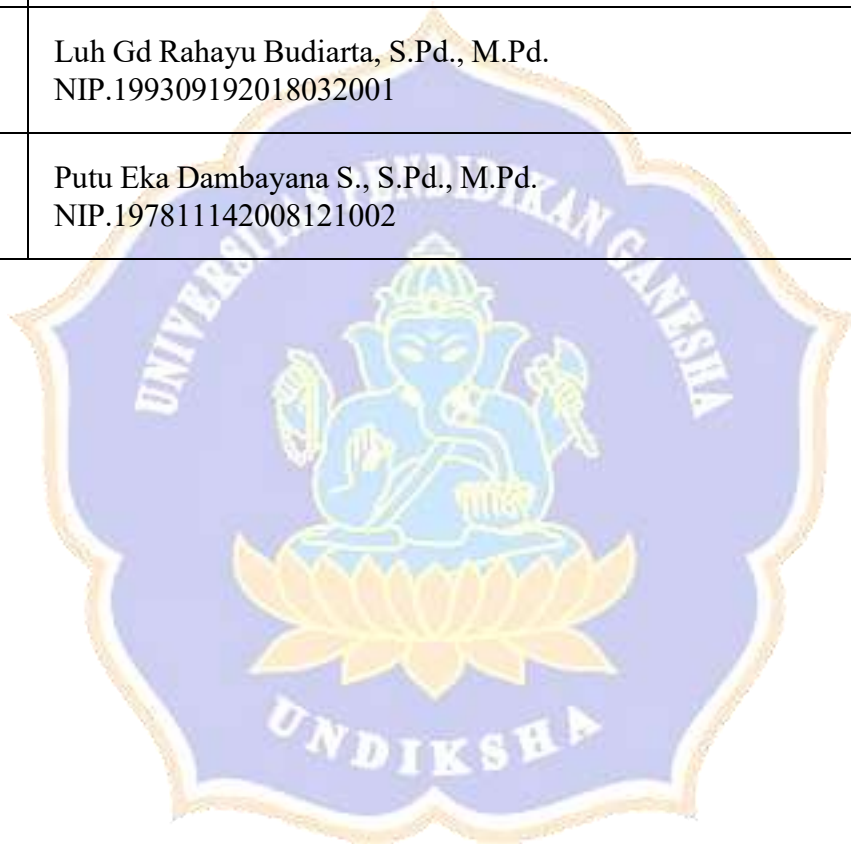 Luh Gd Rahayu Budiarta, S.Pd., M.Pd.
NIP.199309192018032001
Putu Eka Dambayana S., S.Pd., M.Pd.
NIP.197811142008121002
UNIVERSITAS PENDIDIKAN GANESHA
UNDIKSHA